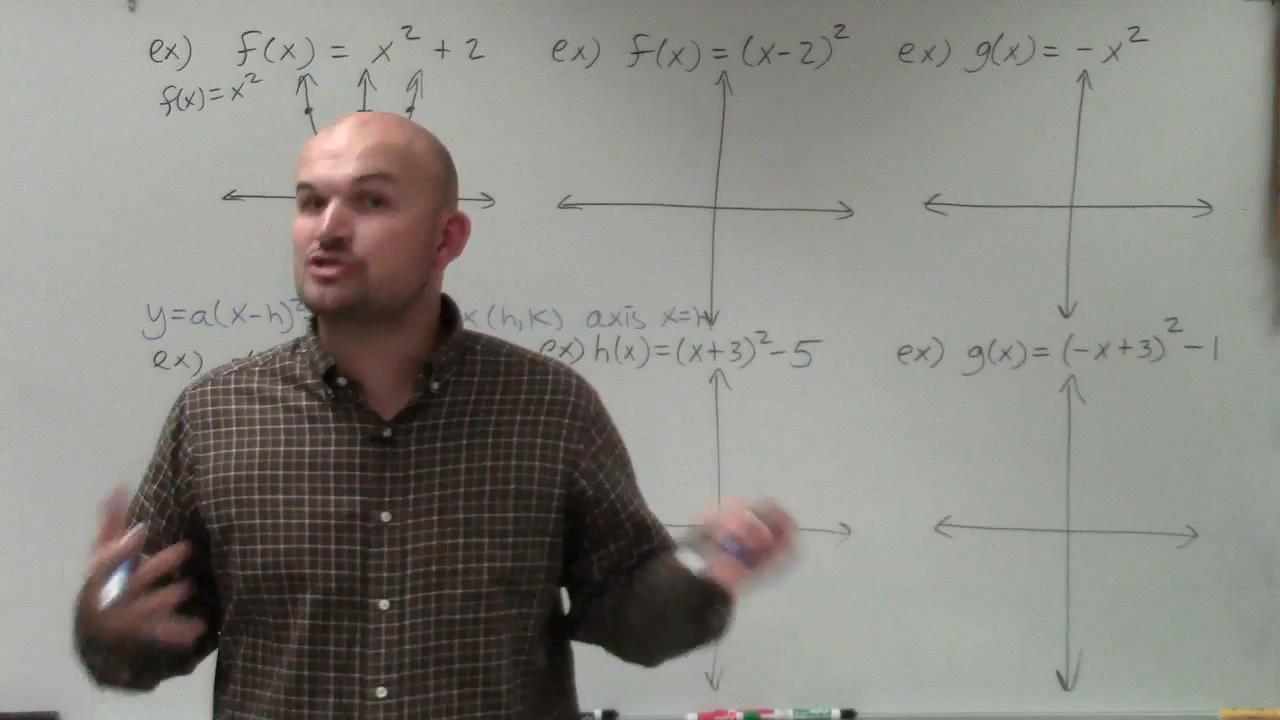 ex) f(x) = x² + 2
f(x) = x²
ex) f(x) = (x-2)²
ex) g(x) = - x²
y=a(x-h)² x (h,k) axis x=h
ex)
ex) h(x) = (x+3)² - 5
ex) g(x) = (-x+3)² - 1